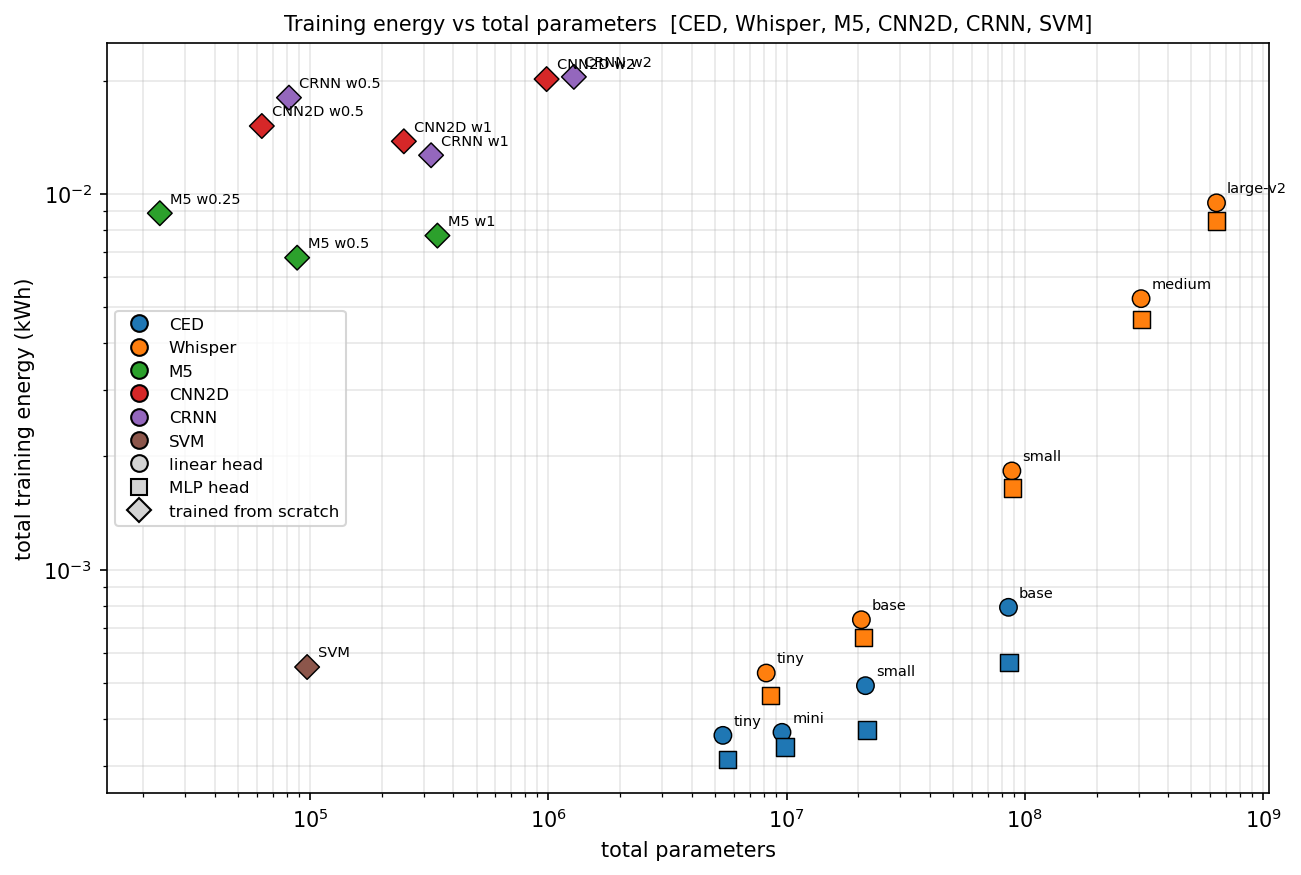 Training energy vs total parameters  [CED, Whisper, M5, CNN2D, CRNN, SVM]
CNN2D w2
CRNN w2
CRNN w0.5
CNN2D w0.5
CNN2D w1
CRNN w1
10⁻²
large-v2
M5 w0.25
M5 w1
M5 w0.5
medium
total training energy (kWh)
CED
Whisper
M5
CNN2D
CRNN
SVM
linear head
MLP head
trained from scratch
small
10⁻³
base
base
SVM
tiny
small
tiny
mini
10⁵
10⁶
10⁷
10⁸
10⁹
total parameters